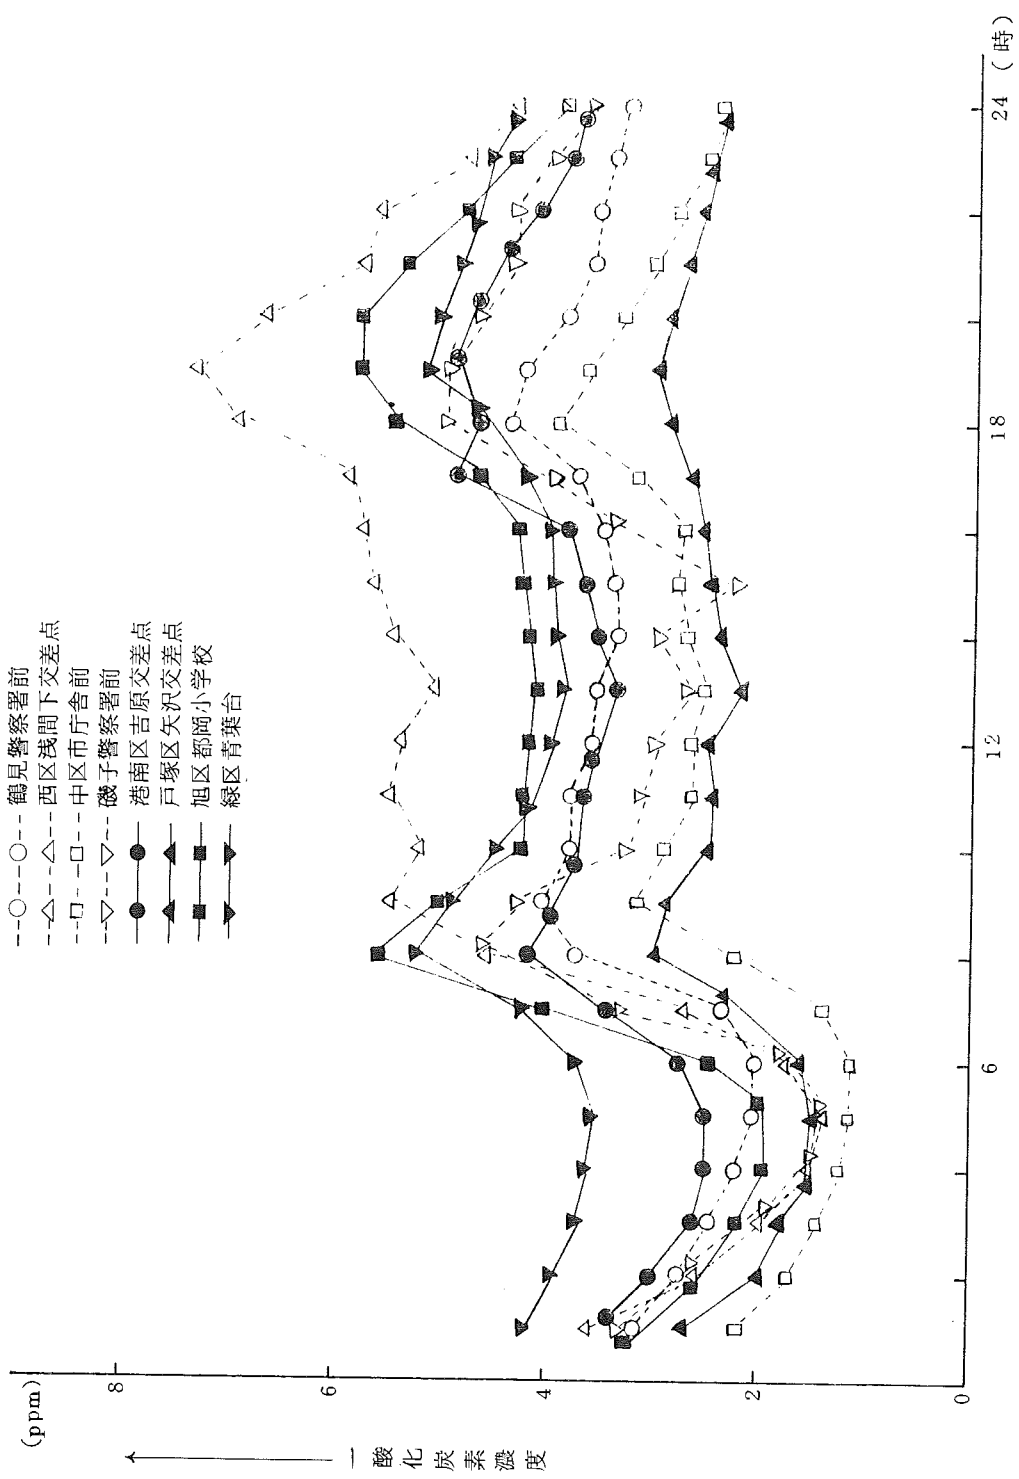 鶴見警察署前
西区浅間下交差点
中区市庁舎前
磯子警察署前
港南区吉原交差点
戸塚区矢沢交差点
旭区都岡小学校
緑区青葉台
(ppm)
8
6
4
2
0
一酸化炭素濃度
6
12
18
24
(時)